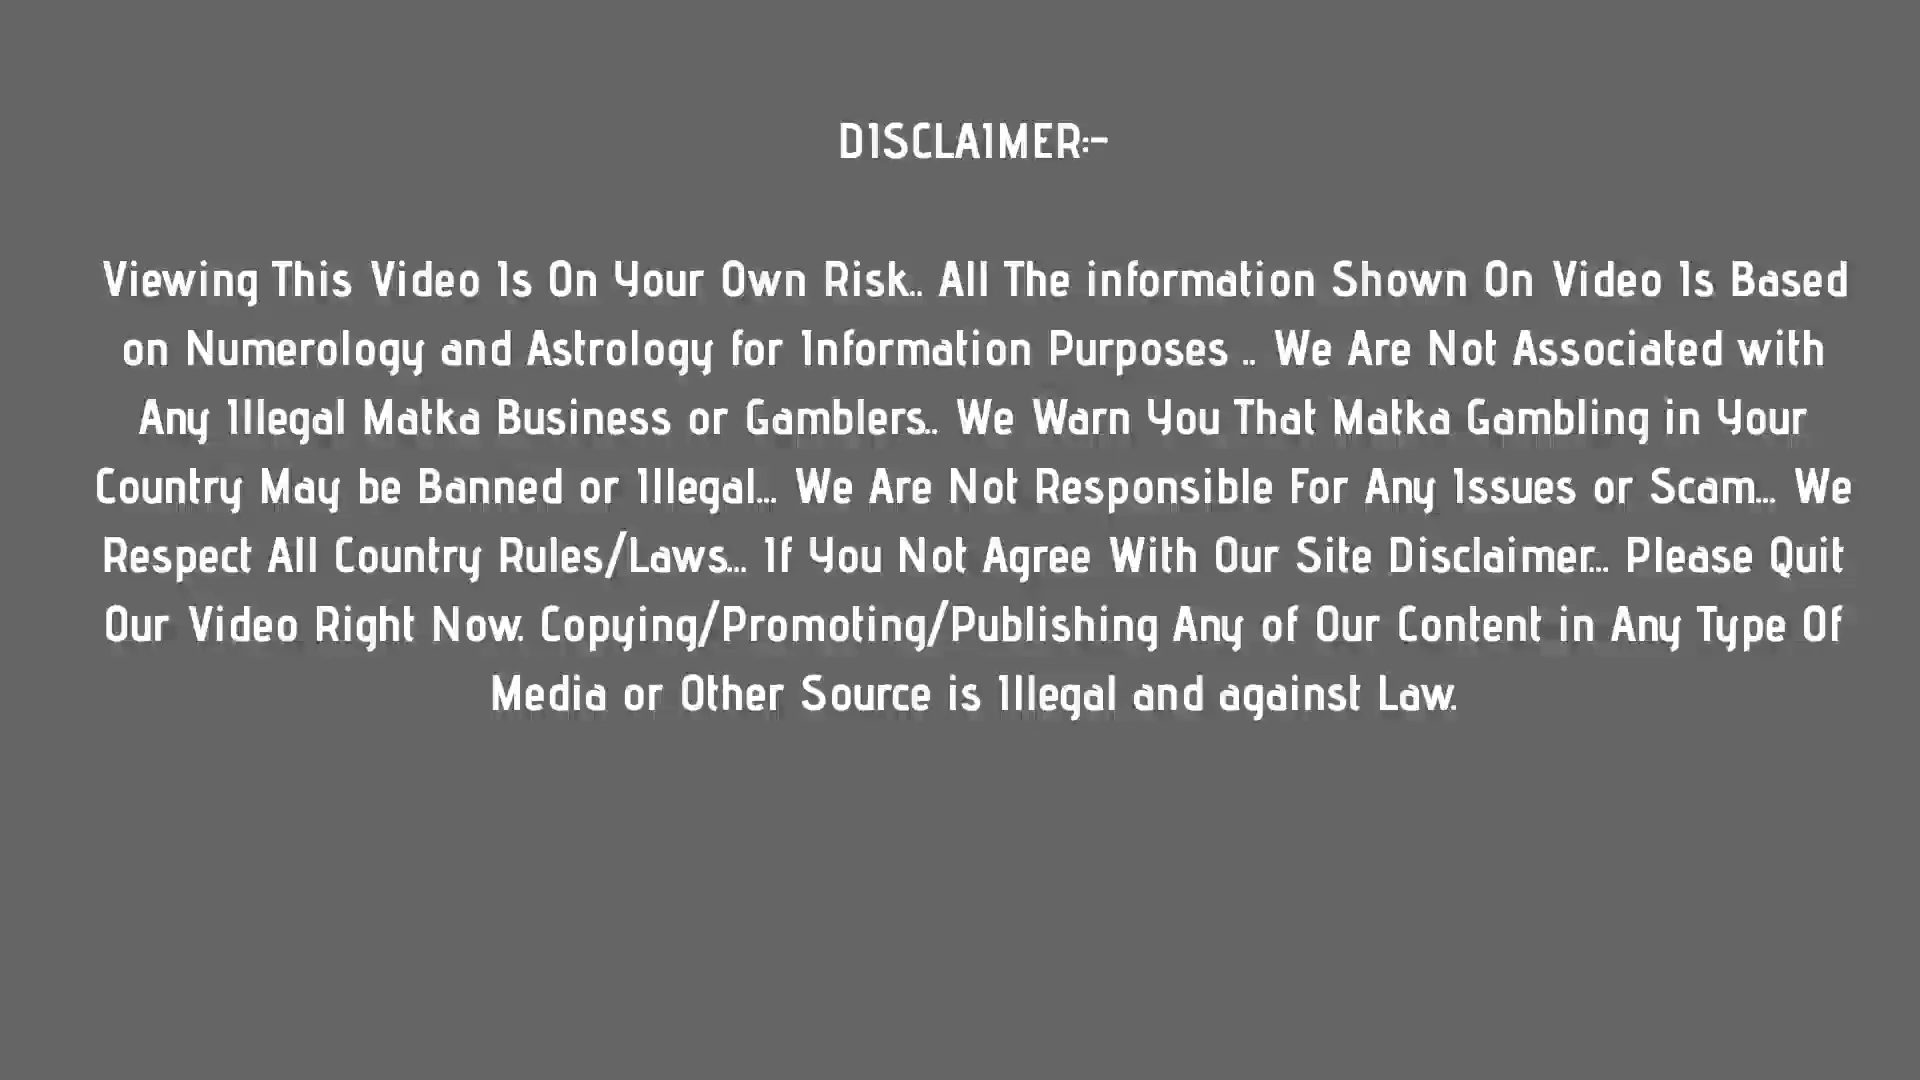 DISCLAIMER:-
Viewing This Video Is On Your Own Risk.. All The information Shown On Video Is Based
on Numerology and Astrology for Information Purposes .. We Are Not Associated with
Any Illegal Matka Business or Gamblers.. We Warn You That Matka Gambling in Your
Country May be Banned or Illegal... We Are Not Responsible For Any Issues or Scam... We
Respect All Country Rules/Laws... If You Not Agree With Our Site Disclaimer... Please Quit
Our Video Right Now. Copying/Promoting/Publishing Any of Our Content in Any Type Of
Media or Other Source is Illegal and against Law.